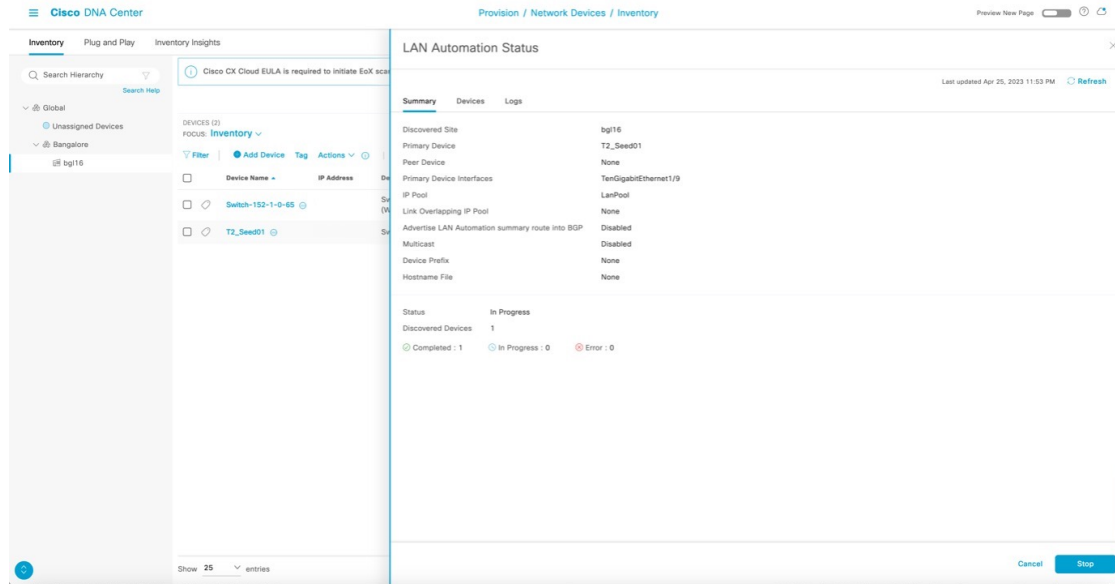 Cisco DNA Center
Provision / Network Devices / Inventory
Preview New Page
Inventory Plug and Play Inventory Insights
Search Hierarchy
Search Help
Global
Unassigned Devices
Bangalore
bgl16
Cisco CX Cloud EULA is required to initiate EoX scan
DEVICES (2)
FOCUS: Inventory
Filter Add Device Tag Actions
Device Name IP Address
Switch-152-1-0-65
T2_Seed01
Show 25 entries
LAN Automation Status
Last updated Apr 25, 2023 11:53 PM Refresh
Summary Devices Logs
Discovered Site bgl16
Primary Device T2_Seed01
Peer Device None
Primary Device Interfaces TenGigabitEthernet1/9
IP Pool LanPool
Link Overlapping IP Pool None
Advertise LAN Automation summary route into BGP Disabled
Multicast Disabled
Device Prefix None
Hostname File None
Status In Progress
Discovered Devices 1
Completed : 1 In Progress : 0 Error : 0
Cancel Stop